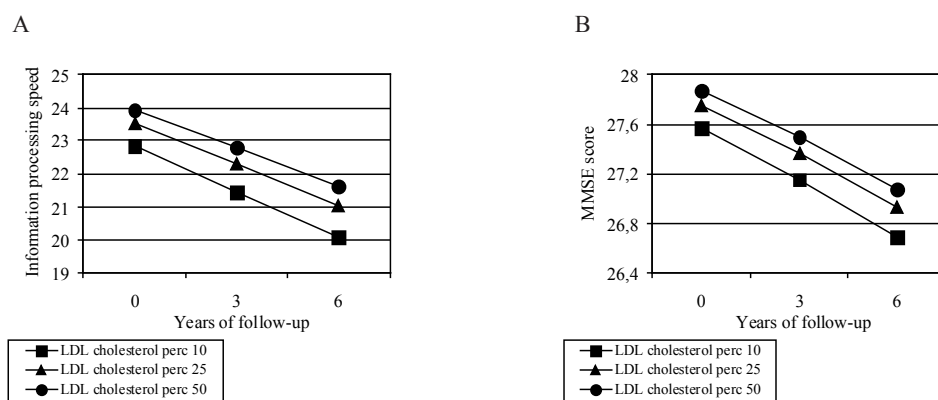 A
Information processing speed
25
24
23
22
21
20
19
0 3 6
Years of follow-up
LDL cholesterol perc 10
LDL cholesterol perc 25
LDL cholesterol perc 50
B
MMSE score
28
27,6
27,2
26,8
26,4
0 3 6
Years of follow-up
LDL cholesterol perc 10
LDL cholesterol perc 25
LDL cholesterol perc 50